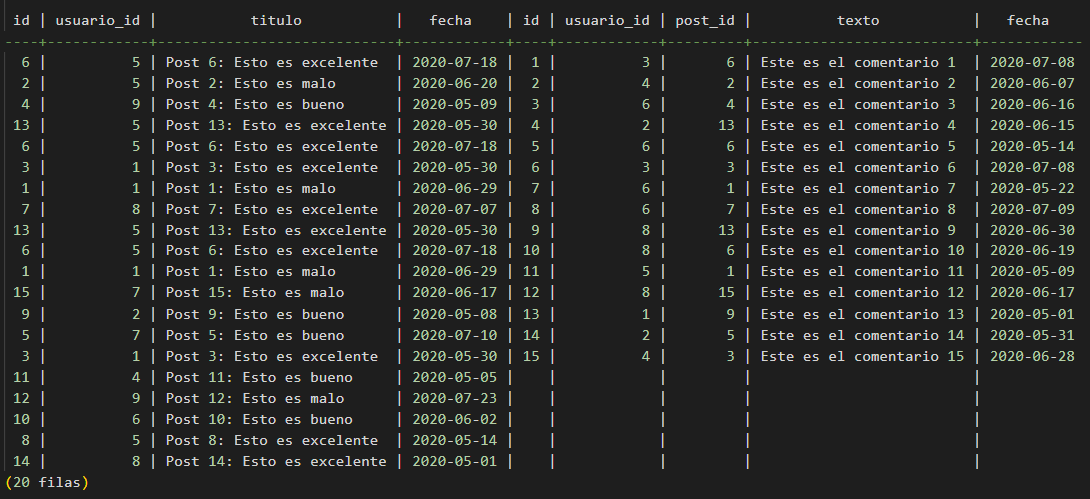 id | usuario_id |           titulo           |   fecha    | id | usuario_id | post_id |           texto           |   fecha
----+------------+----------------------------+------------+----+------------+---------+---------------------------+------------
  6 |          5 | Post 6: Esto es excelente  | 2020-07-18 |  1 |          3 |       6 | Este es el comentario 1   | 2020-07-08
  2 |          5 | Post 2: Esto es malo       | 2020-06-20 |  2 |          4 |       2 | Este es el comentario 2   | 2020-06-07
  4 |          9 | Post 4: Esto es bueno      | 2020-05-09 |  3 |          6 |       4 | Este es el comentario 3   | 2020-06-16
 13 |          5 | Post 13: Esto es excelente | 2020-05-30 |  4 |          2 |      13 | Este es el comentario 4   | 2020-06-15
  6 |          5 | Post 6: Esto es excelente  | 2020-07-18 |  5 |          6 |       6 | Este es el comentario 5   | 2020-05-14
  3 |          1 | Post 3: Esto es excelente  | 2020-05-30 |  6 |          3 |       3 | Este es el comentario 6   | 2020-07-08
  1 |          1 | Post 1: Esto es malo       | 2020-06-29 |  7 |          6 |       1 | Este es el comentario 7   | 2020-05-22
  7 |          8 | Post 7: Esto es excelente  | 2020-07-07 |  8 |          6 |       7 | Este es el comentario 8   | 2020-07-09
 13 |          5 | Post 13: Esto es excelente | 2020-05-30 |  9 |          8 |      13 | Este es el comentario 9   | 2020-06-30
  6 |          5 | Post 6: Esto es excelente  | 2020-07-18 | 10 |          8 |       6 | Este es el comentario 10  | 2020-06-19
  1 |          1 | Post 1: Esto es malo       | 2020-06-29 | 11 |          5 |       1 | Este es el comentario 11  | 2020-05-09
 15 |          7 | Post 15: Esto es malo      | 2020-06-17 | 12 |          8 |      15 | Este es el comentario 12  | 2020-06-17
  9 |          2 | Post 9: Esto es bueno      | 2020-05-08 | 13 |          1 |       9 | Este es el comentario 13  | 2020-05-01
  5 |          7 | Post 5: Esto es bueno      | 2020-07-10 | 14 |          2 |       5 | Este es el comentario 14  | 2020-05-31
  3 |          1 | Post 3: Esto es excelente  | 2020-05-30 | 15 |          4 |       3 | Este es el comentario 15  | 2020-06-28
 11 |          4 | Post 11: Esto es bueno     | 2020-05-05 |    |            |         |                           |
 12 |          9 | Post 12: Esto es malo      | 2020-07-23 |    |            |         |                           |
 10 |          6 | Post 10: Esto es bueno     | 2020-06-02 |    |            |         |                           |
  8 |          5 | Post 8: Esto es excelente  | 2020-05-14 |    |            |         |                           |
 14 |          8 | Post 14: Esto es excelente | 2020-05-01 |    |            |         |                           |
(20 filas)